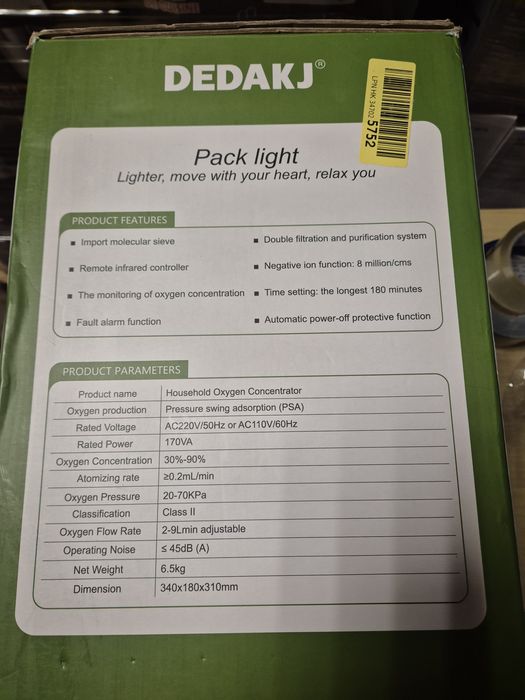 DEDAKJ®
LPN HK 34702 5752
Pack light
Lighter, move with your heart, relax you
PRODUCT FEATURES
▪ Import molecular sieve
▪ Remote infrared controller
▪ The monitoring of oxygen concentration
▪ Fault alarm function
▪ Double filtration and purification system
▪ Negative ion function: 8 million/cms
▪ Time setting: the longest 180 minutes
▪ Automatic power-off protective function
PRODUCT PARAMETERS
Product name Household Oxygen Concentrator
Oxygen production Pressure swing adsorption (PSA)
Rated Voltage AC220V/50Hz or AC110V/60Hz
Rated Power 170VA
Oxygen Concentration 30%-90%
Atomizing rate ≥0.2mL/min
Oxygen Pressure 20-70KPa
Classification Class II
Oxygen Flow Rate 2-9Lmin adjustable
Operating Noise ≤ 45dB (A)
Net Weight 6.5kg
Dimension 340x180x310mm